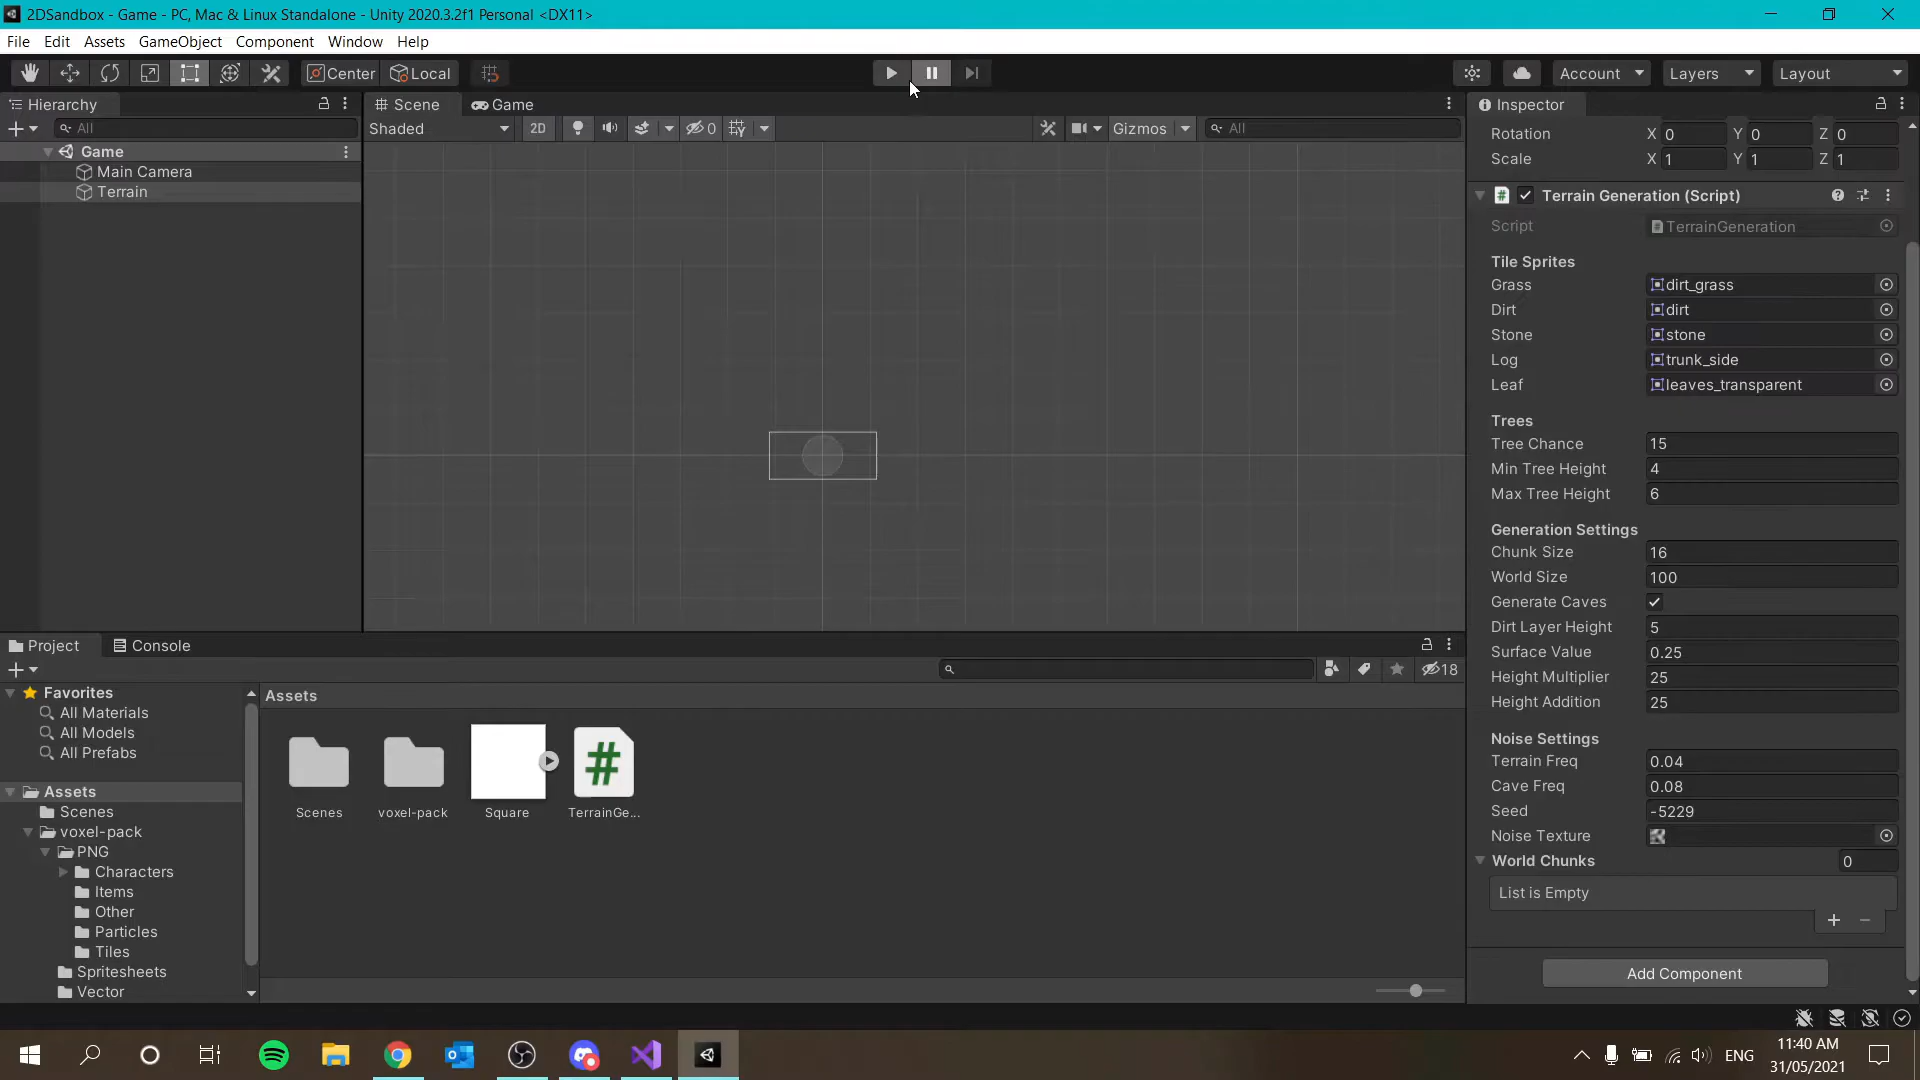 2DSandbox - Game - PC, Mac & Linux Standalone - Unity 2020.3.2f1 Personal <DX11>
File Edit Assets GameObject Component Window Help
Center Local Account Layers Layout
Hierarchy
All
Game
Main Camera
Terrain
Scene Game
Shaded 2D 0 Gizmos All
Inspector
Rotation X 0 Y 0 Z 0
Scale X 1 Y 1 Z 1
# Terrain Generation (Script)
Script TerrainGeneration
Tile Sprites
Grass dirt_grass
Dirt dirt
Stone stone
Log trunk_side
Leaf leaves_transparent
Trees
Tree Chance 15
Min Tree Height 4
Max Tree Height 6
Generation Settings
Chunk Size 16
World Size 100
Generate Caves
Dirt Layer Height 5
Surface Value 0.25
Height Multiplier 25
Height Addition 25
Noise Settings
Terrain Freq 0.04
Cave Freq 0.08
Seed -5229
Noise Texture
World Chunks 0
List is Empty
Add Component
Project Console
18
Favorites
All Materials
All Models
All Prefabs
Assets
Scenes
voxel-pack
PNG
Characters
Items
Other
Particles
Tiles
Spritesheets
Vector
Assets
#
Scenes voxel-pack Square TerrainGe...
ENG
11:40 AM
31/05/2021